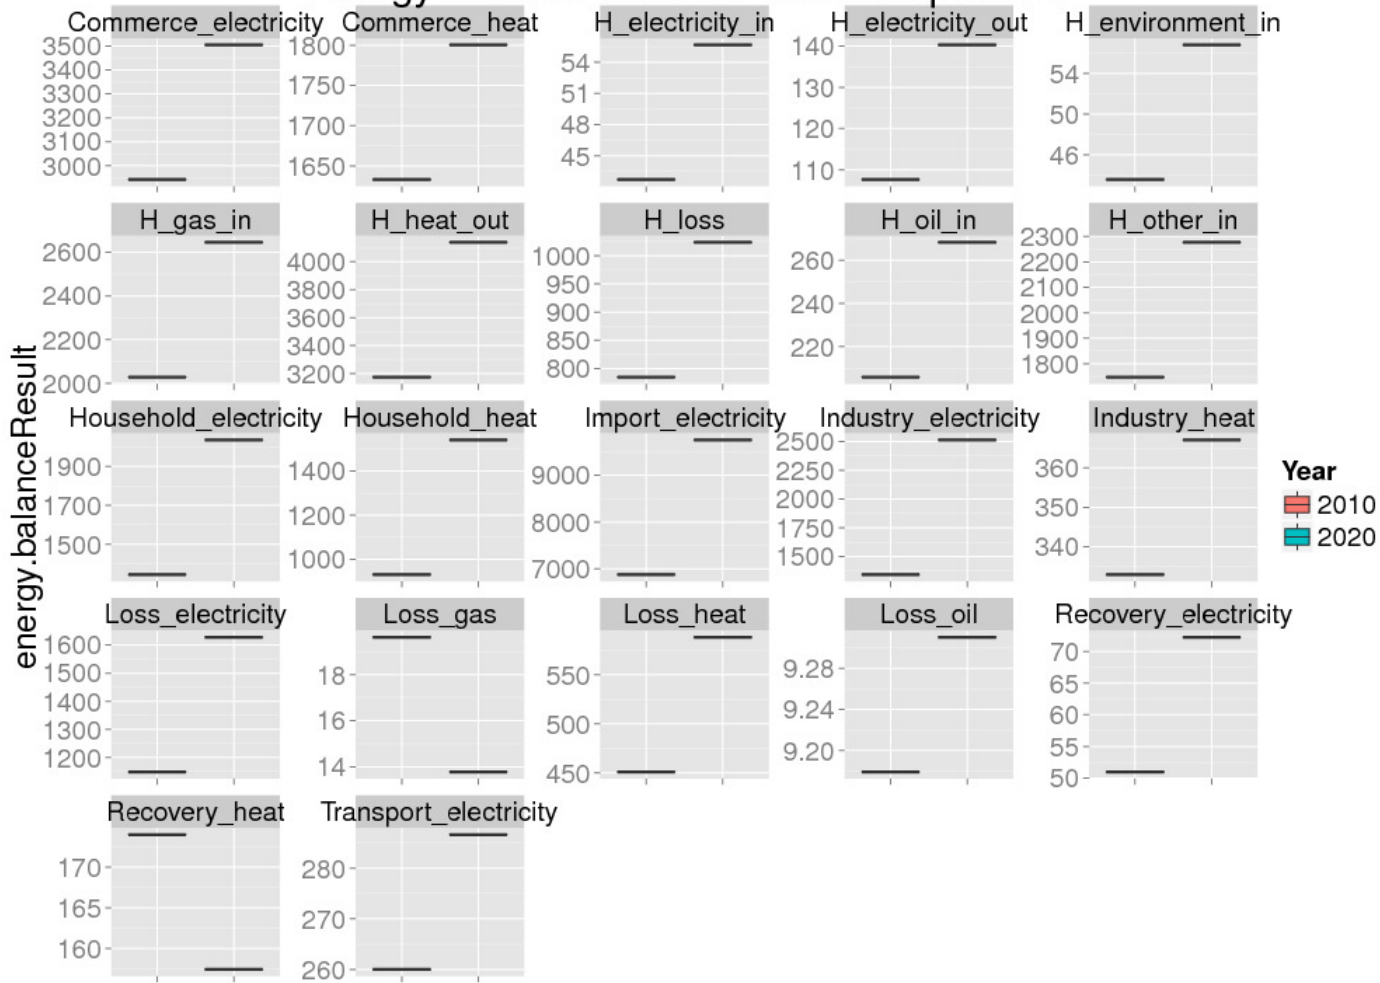 Commerce_electricity Commerce_heat H_electricity_in H_electricity_out H_environment_in
3500 3400 3300 3200 3100 3000
1800 1750 1700 1650
54 51 48 45
140 130 120 110
54 50 46
H_gas_in H_heat_out H_loss H_oil_in H_other_in
2600 2400 2200 2000
4000 3800 3600 3400 3200
1000 950 900 850 800
260 240 220
2300 2200 2100 2000 1900 1800
energy.balanceResult
Household_electricity Household_heat Import_electricity Industry_electricity Industry_heat
1900 1700 1500
1400 1200 1000
9000 8000 7000
2500 2250 2000 1750 1500
360 350 340
Year
2010
2020
Loss_electricity Loss_gas Loss_heat Loss_oil Recovery_electricity
1600 1500 1400 1300 1200
18 16 14
550 500 450
9.28 9.24 9.20
70 65 60 55 50
Recovery_heat Transport_electricity
170 165 160
280 270 260